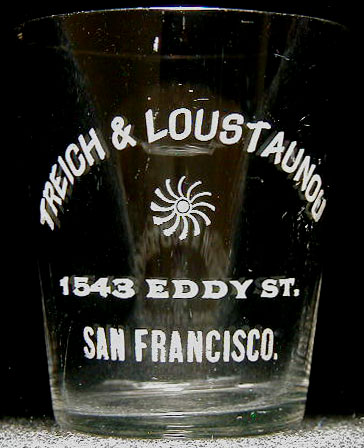 TREICH & LOUSTAUNOU
1543 EDDY ST.
SAN FRANCISCO.